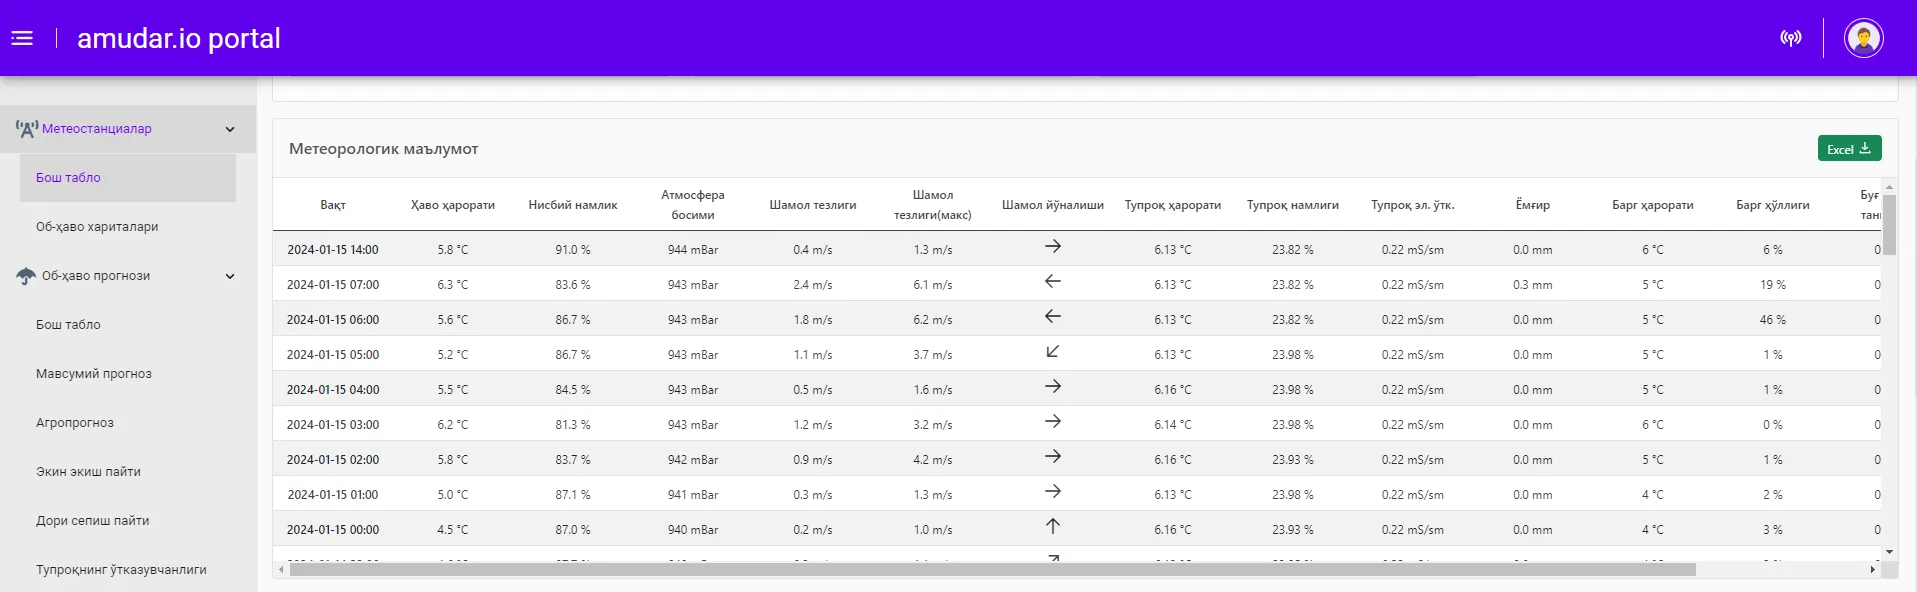 amudar.io portal
Метеостанциалар
Бош табло
Об-ҳаво хариталари
Об-ҳаво прогнози
Бош табло
Мавсумий прогноз
Агропрогноз
Экин экиш пайти
Дори сепиш пайти
Тупроқнинг ўтказувчанлиги
Метеорологик маълумот
Excel
Вақт Ҳаво ҳарорати Нисбий намлик Атмосфера босими Шамол тезлиги Шамол тезлиги(макс) Шамол йўналиши Тупроқ ҳарорати Тупроқ намлиги Тупроқ эл. ўтк. Ёмғир Барг ҳарорати Барг ҳўллиги Буғ
2024-01-15 14:00 5.8 °C 91.0 % 944 mBar 0.4 m/s 1.3 m/s → 6.13 °C 23.82 % 0.22 mS/sm 0.0 mm 6 °C 6 % 0
2024-01-15 07:00 6.3 °C 83.6 % 943 mBar 2.4 m/s 6.1 m/s ← 6.13 °C 23.82 % 0.22 mS/sm 0.3 mm 5 °C 19 % 0
2024-01-15 06:00 5.6 °C 86.7 % 943 mBar 1.8 m/s 6.2 m/s ← 6.13 °C 23.82 % 0.22 mS/sm 0.0 mm 5 °C 46 % 0
2024-01-15 05:00 5.2 °C 86.7 % 943 mBar 1.1 m/s 3.7 m/s ↙ 6.13 °C 23.98 % 0.22 mS/sm 0.0 mm 5 °C 1 % 0
2024-01-15 04:00 5.5 °C 84.5 % 943 mBar 0.5 m/s 1.6 m/s → 6.16 °C 23.98 % 0.22 mS/sm 0.0 mm 5 °C 1 % 0
2024-01-15 03:00 6.2 °C 81.3 % 943 mBar 1.2 m/s 3.2 m/s → 6.14 °C 23.98 % 0.22 mS/sm 0.0 mm 6 °C 0 % 0
2024-01-15 02:00 5.8 °C 83.7 % 942 mBar 0.9 m/s 4.2 m/s → 6.16 °C 23.93 % 0.22 mS/sm 0.0 mm 5 °C 1 % 0
2024-01-15 01:00 5.0 °C 87.1 % 941 mBar 0.3 m/s 1.3 m/s → 6.13 °C 23.98 % 0.22 mS/sm 0.0 mm 4 °C 2 % 0
2024-01-15 00:00 4.5 °C 87.0 % 940 mBar 0.2 m/s 1.0 m/s ↑ 6.16 °C 23.93 % 0.22 mS/sm 0.0 mm 4 °C 3 % 0